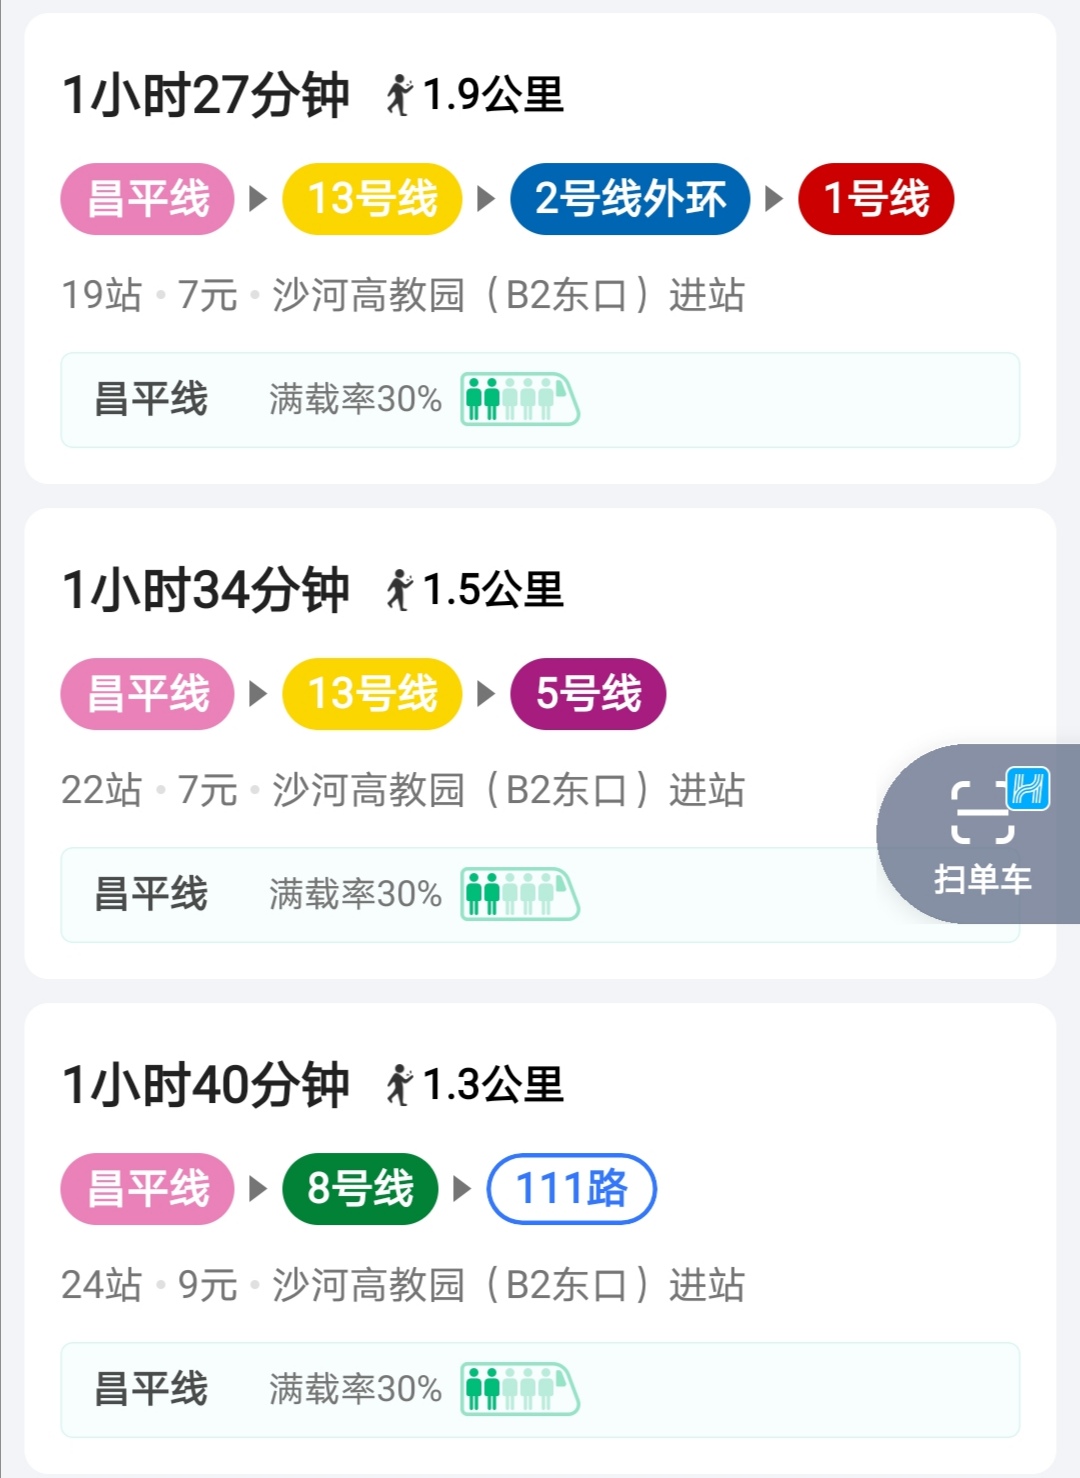 1小时27分钟 1.9公里
昌平线 13号线 2号线外环 1号线
19站·7元·沙河高教园（B2东口）进站
昌平线 满载率30%
1小时34分钟 1.5公里
昌平线 13号线 5号线
22站·7元·沙河高教园（B2东口）进站
扫单车
昌平线 满载率30%
1小时40分钟 1.3公里
昌平线 8号线 111路
24站·9元·沙河高教园（B2东口）进站
昌平线 满载率30%